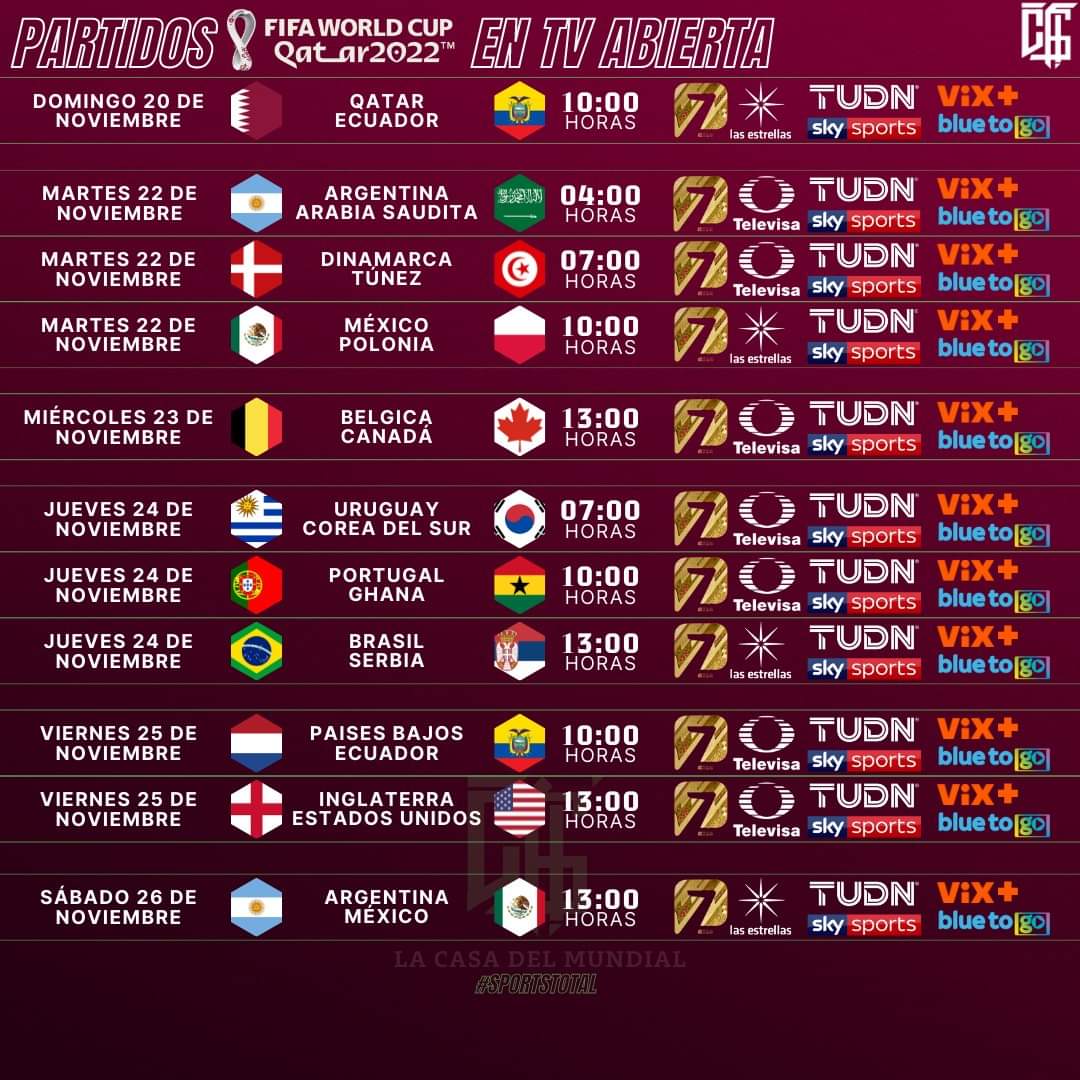 PARTIDOS FIFA WORLD CUP Qatar2022™ EN TV ABIERTA
DOMINGO 20 DE NOVIEMBRE
QATAR ECUADOR
10:00 HORAS
7 las estrellas TUDN sky sports ViX+ blue to go
MARTES 22 DE NOVIEMBRE
ARGENTINA ARABIA SAUDITA
04:00 HORAS
7 Televisa TUDN sky sports ViX+ blue to go
MARTES 22 DE NOVIEMBRE
DINAMARCA TÚNEZ
07:00 HORAS
7 Televisa TUDN sky sports ViX+ blue to go
MARTES 22 DE NOVIEMBRE
MÉXICO POLONIA
10:00 HORAS
7 las estrellas TUDN sky sports ViX+ blue to go
MIÉRCOLES 23 DE NOVIEMBRE
BELGICA CANADÁ
13:00 HORAS
7 Televisa TUDN sky sports ViX+ blue to go
JUEVES 24 DE NOVIEMBRE
URUGUAY COREA DEL SUR
07:00 HORAS
7 Televisa TUDN sky sports ViX+ blue to go
JUEVES 24 DE NOVIEMBRE
PORTUGAL GHANA
10:00 HORAS
7 Televisa TUDN sky sports ViX+ blue to go
JUEVES 24 DE NOVIEMBRE
BRASIL SERBIA
13:00 HORAS
7 las estrellas TUDN sky sports ViX+ blue to go
VIERNES 25 DE NOVIEMBRE
PAISES BAJOS ECUADOR
10:00 HORAS
7 Televisa TUDN sky sports ViX+ blue to go
VIERNES 25 DE NOVIEMBRE
INGLATERRA ESTADOS UNIDOS
13:00 HORAS
7 Televisa TUDN sky sports ViX+ blue to go
SÁBADO 26 DE NOVIEMBRE
ARGENTINA MÉXICO
13:00 HORAS
7 las estrellas TUDN sky sports ViX+ blue to go
LA CASA DEL MUNDIAL
#SPORTSTOTAL